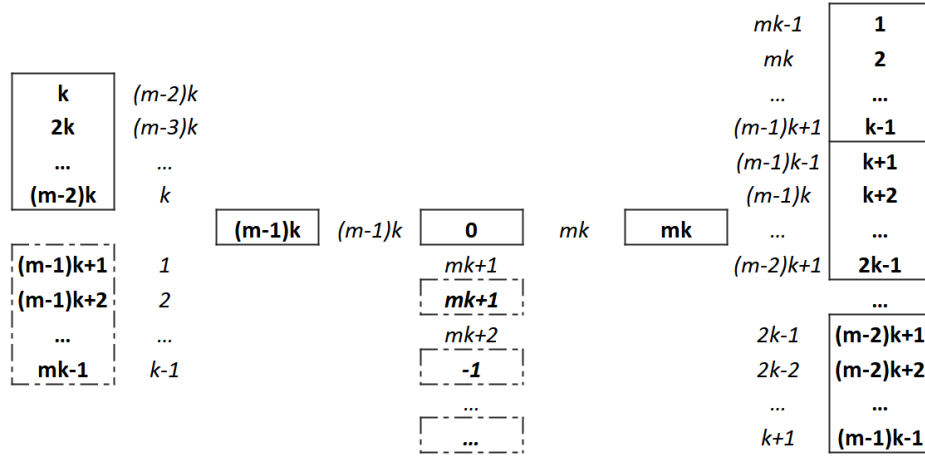 mk-1 1
mk 2
... ...
(m-1)k+1 k-1
(m-1)k-1 k+1
(m-1)k k+2
... ...
(m-2)k+1 2k-1
...
2k-1 (m-2)k+1
2k-2 (m-2)k+2
... ...
k+1 (m-1)k-1
k (m-2)k
2k (m-3)k
... ...
(m-2)k k
(m-1)k (m-1)k 0 mk mk
(m-1)k+1 1
(m-1)k+2 2
... ...
mk-1 k-1
mk+1
mk+1
mk+2
-1
...
...